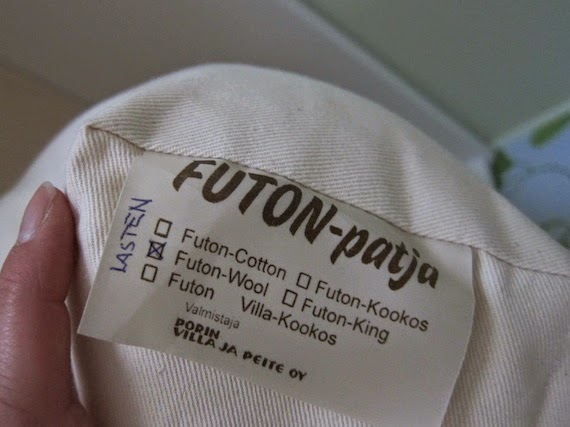 FUTON-patja
LASTEN
☐ Futon-Cotton ☐ Futon-Kookos
☒ Futon-Wool ☐ Futon-King
☐ Futon Villa-Kookos
Valmistaja
PORIN
VILLA JA PEITE OY